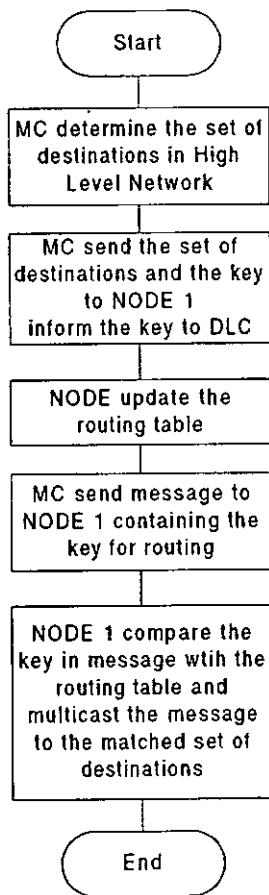 Start
MC determine the set of
destinations in High
Level Network
MC send the set of
destinations and the key
to NODE 1
inform the key to DLC
NODE update the
routing table
MC send message to
NODE 1 containing the
key for routing
NODE 1 compare the
key in message wtih the
routing table and
multicast the message
to the matched set of
destinations
End